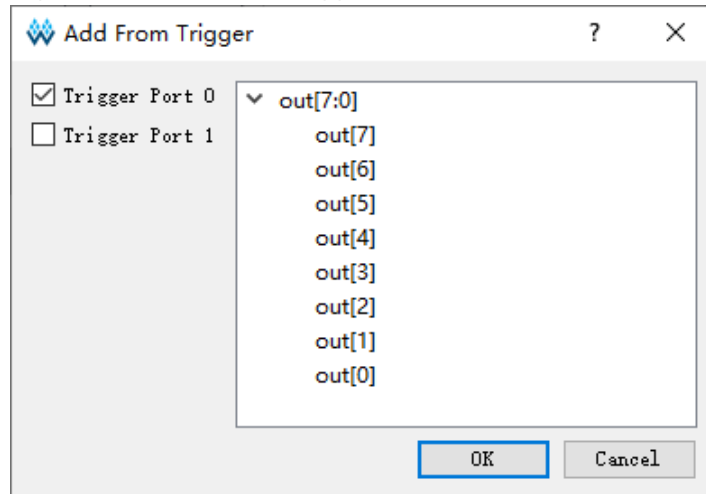 Add From Trigger
?
Trigger Port 0
Trigger Port 1
out[7:0]
out[7]
out[6]
out[5]
out[4]
out[3]
out[2]
out[1]
out[0]
OK
Cancel